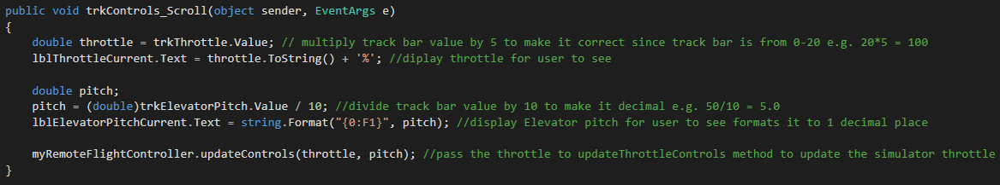 public void trkControls_Scroll(object sender, EventArgs e)
{
double throttle = trkThrottle.Value; // multiply track bar value by 5 to make it correct since track bar is from 0-20 e.g. 20*5 = 100
lblThrottleCurrent.Text = throttle.ToString() + '%'; //diplay throttle for user to see
double pitch;
pitch = (double)trkElevatorPitch.Value / 10; //divide track bar value by 10 to make it decimal e.g. 50/10 = 5.0
lblElevatorPitchCurrent.Text = string.Format("{0:F1}", pitch); //display Elevator pitch for user to see formats it to 1 decimal place
myRemoteFlightController.updateControls(throttle, pitch); //pass the throttle to updateThrottleControls method to update the simulator throttle
}